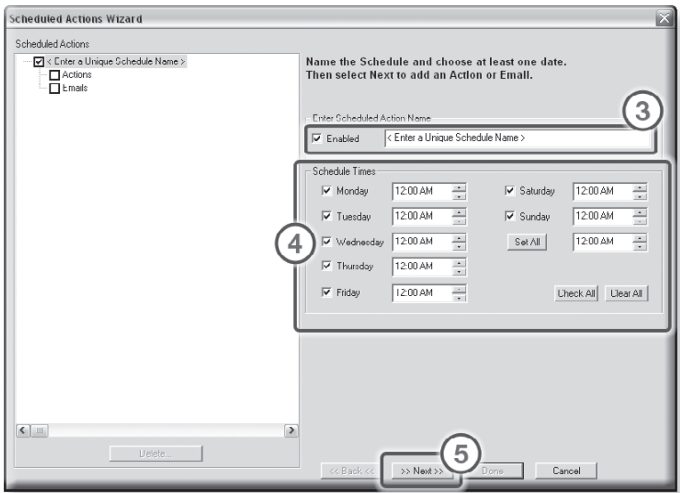 Scheduled Actions Wizard
Scheduled Actions
< Enter a Unique Schedule Name >
Actions
Emails
Name the Schedule and choose at least one date.
Then select Next to add an Action or Email.
Enter Scheduled Action Name
3
Enabled < Enter a Unique Schedule Name >
Schedule Times
Monday 12:00 AM Saturday 12:00 AM
Tuesday 12:00 AM Sunday 12:00 AM
4
Wednesday 12:00 AM Set All 12:00 AM
Thursday 12:00 AM
Friday 12:00 AM Check All Clear All
Delete...
5
<< Back << >> Next >> Done Cancel